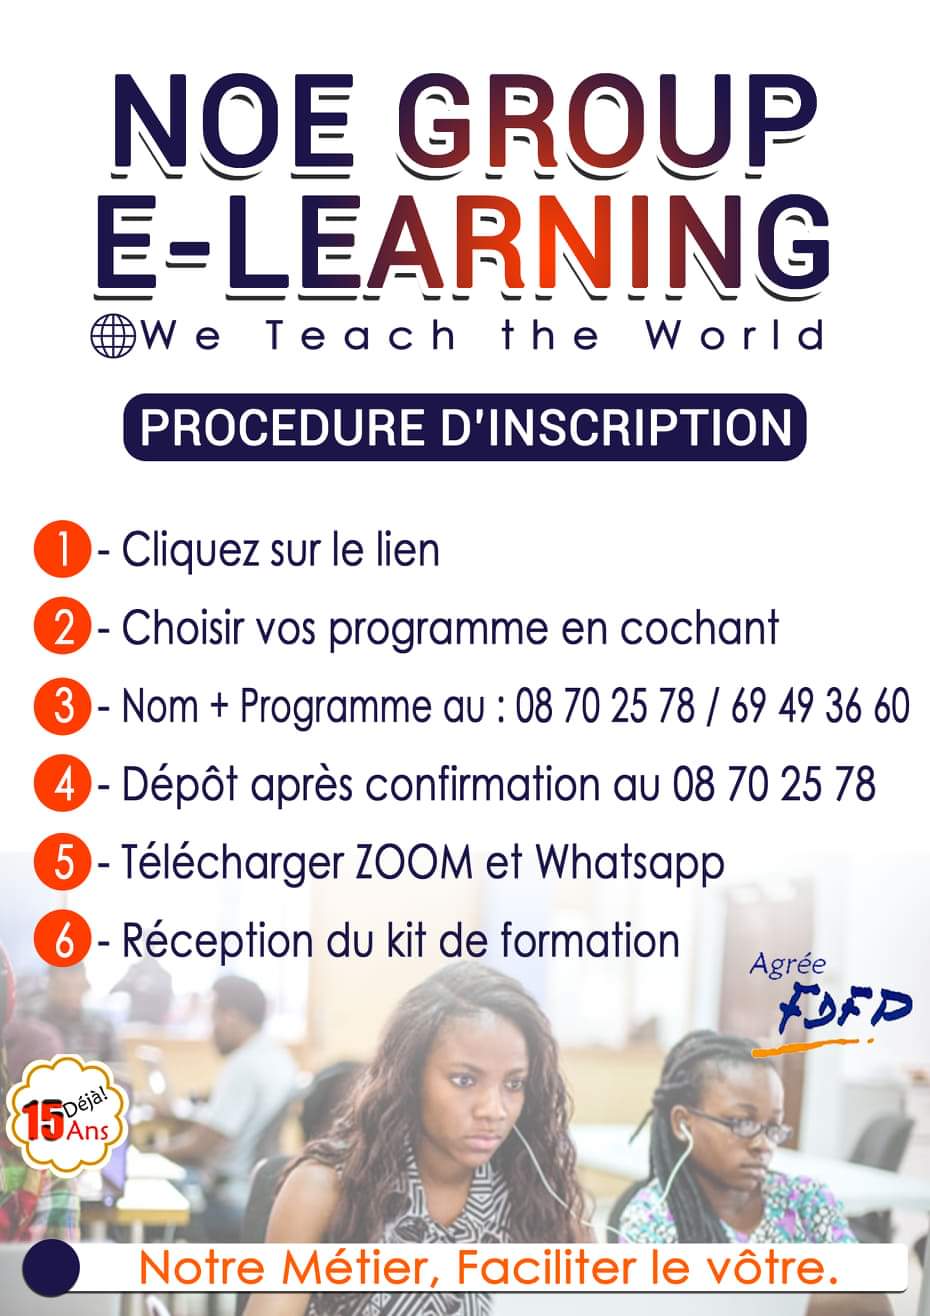 NOE GROUP
E-LEARNING
We Teach the World
PROCEDURE D'INSCRIPTION
1 - Cliquez sur le lien
2 - Choisir vos programme en cochant
3 - Nom + Programme au : 08 70 25 78 / 69 49 36 60
4 - Dépôt après confirmation au 08 70 25 78
5 - Télécharger ZOOM et Whatsapp
6 - Réception du kit de formation
Agrée
FDFP
15 Déjà!
Ans
Notre Métier, Faciliter le vôtre.